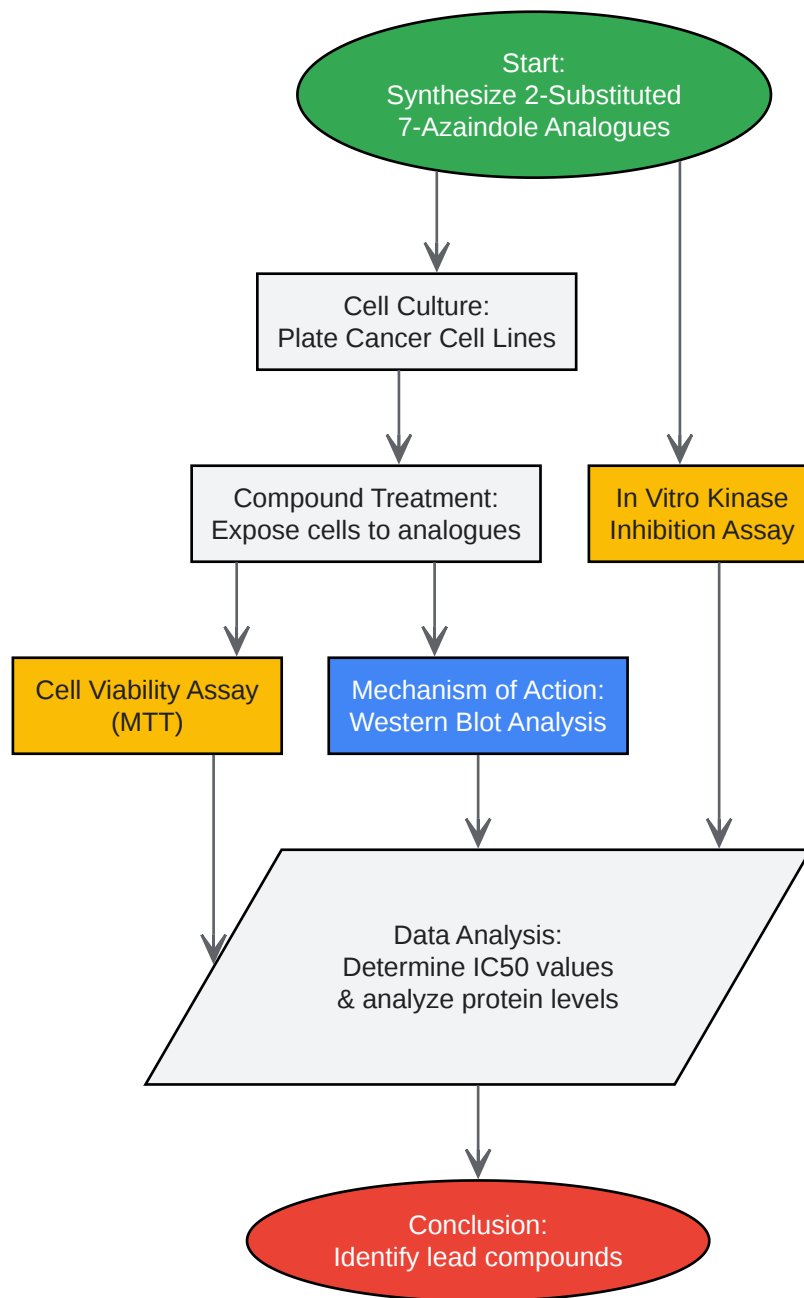 Start:
Synthesize 2-Substituted
7-Azaindole Analogues
Cell Culture:
Plate Cancer Cell Lines
Compound Treatment:
Expose cells to analogues
In Vitro Kinase
Inhibition Assay
Cell Viability Assay
(MTT)
Mechanism of Action:
Western Blot Analysis
Data Analysis:
Determine IC50 values
& analyze protein levels
Conclusion:
Identify lead compounds